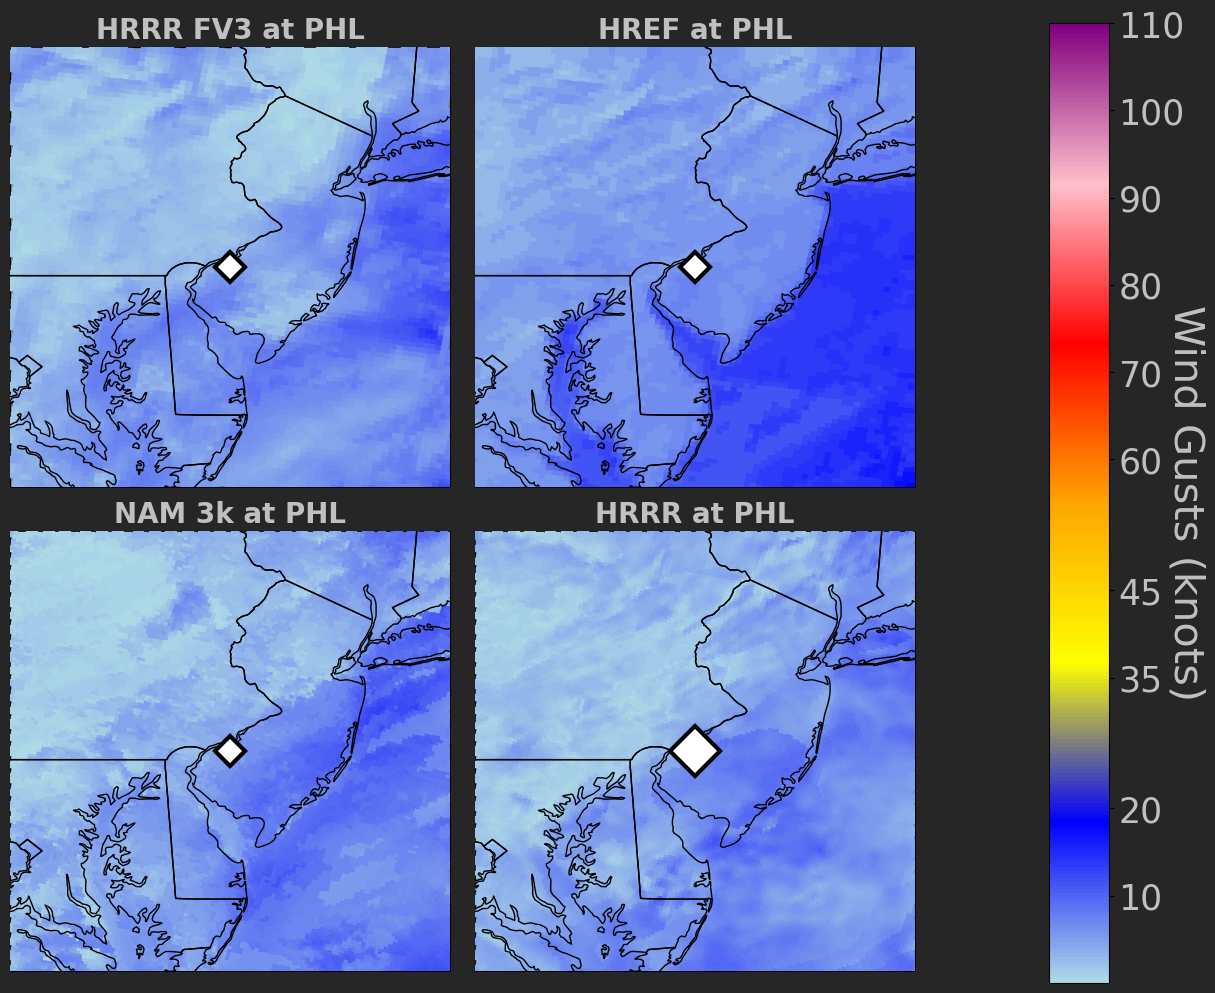 HRRR FV3 at PHL
HREF at PHL
NAM 3k at PHL
HRRR at PHL
110
100
90
80
70
60
45
35
20
10
Wind Gusts (knots)